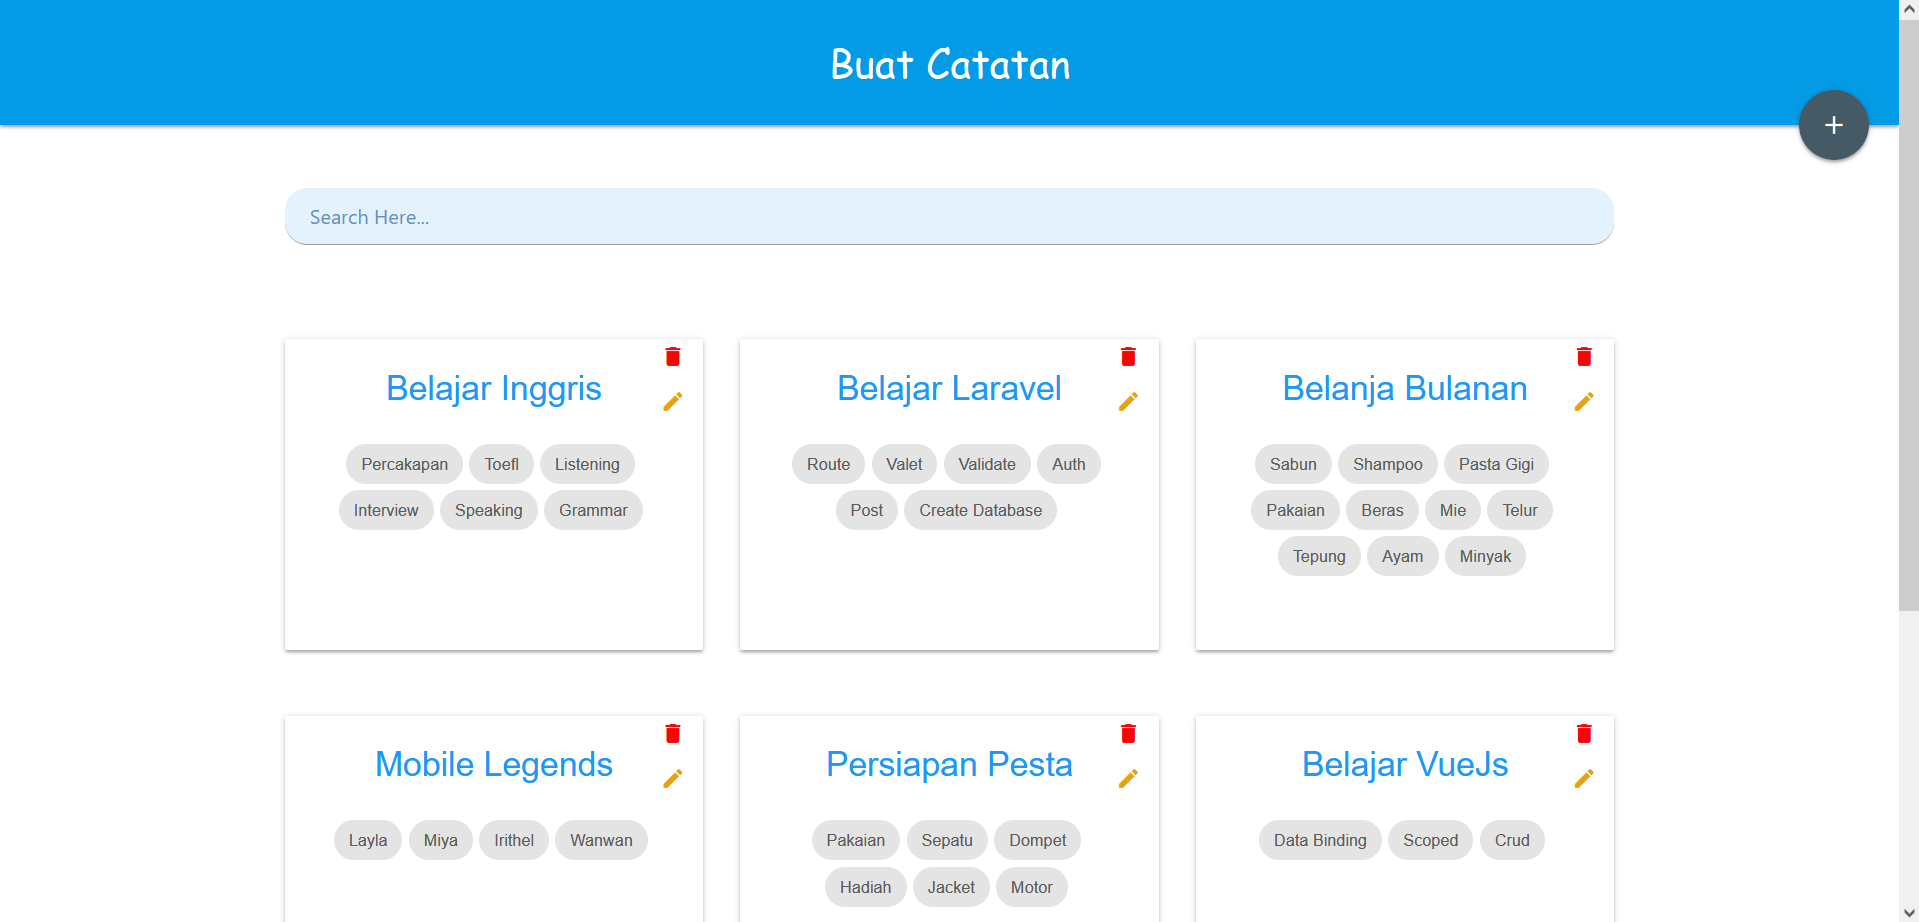 Buat Catatan
+
Search Here...
Belajar Inggris
Percakapan Toefl Listening
Interview Speaking Grammar
Belajar Laravel
Route Valet Validate Auth
Post Create Database
Belanja Bulanan
Sabun Shampoo Pasta Gigi
Pakaian Beras Mie Telur
Tepung Ayam Minyak
Mobile Legends
Layla Miya Irithel Wanwan
Persiapan Pesta
Pakaian Sepatu Dompet
Hadiah Jacket Motor
Belajar VueJs
Data Binding Scoped Crud